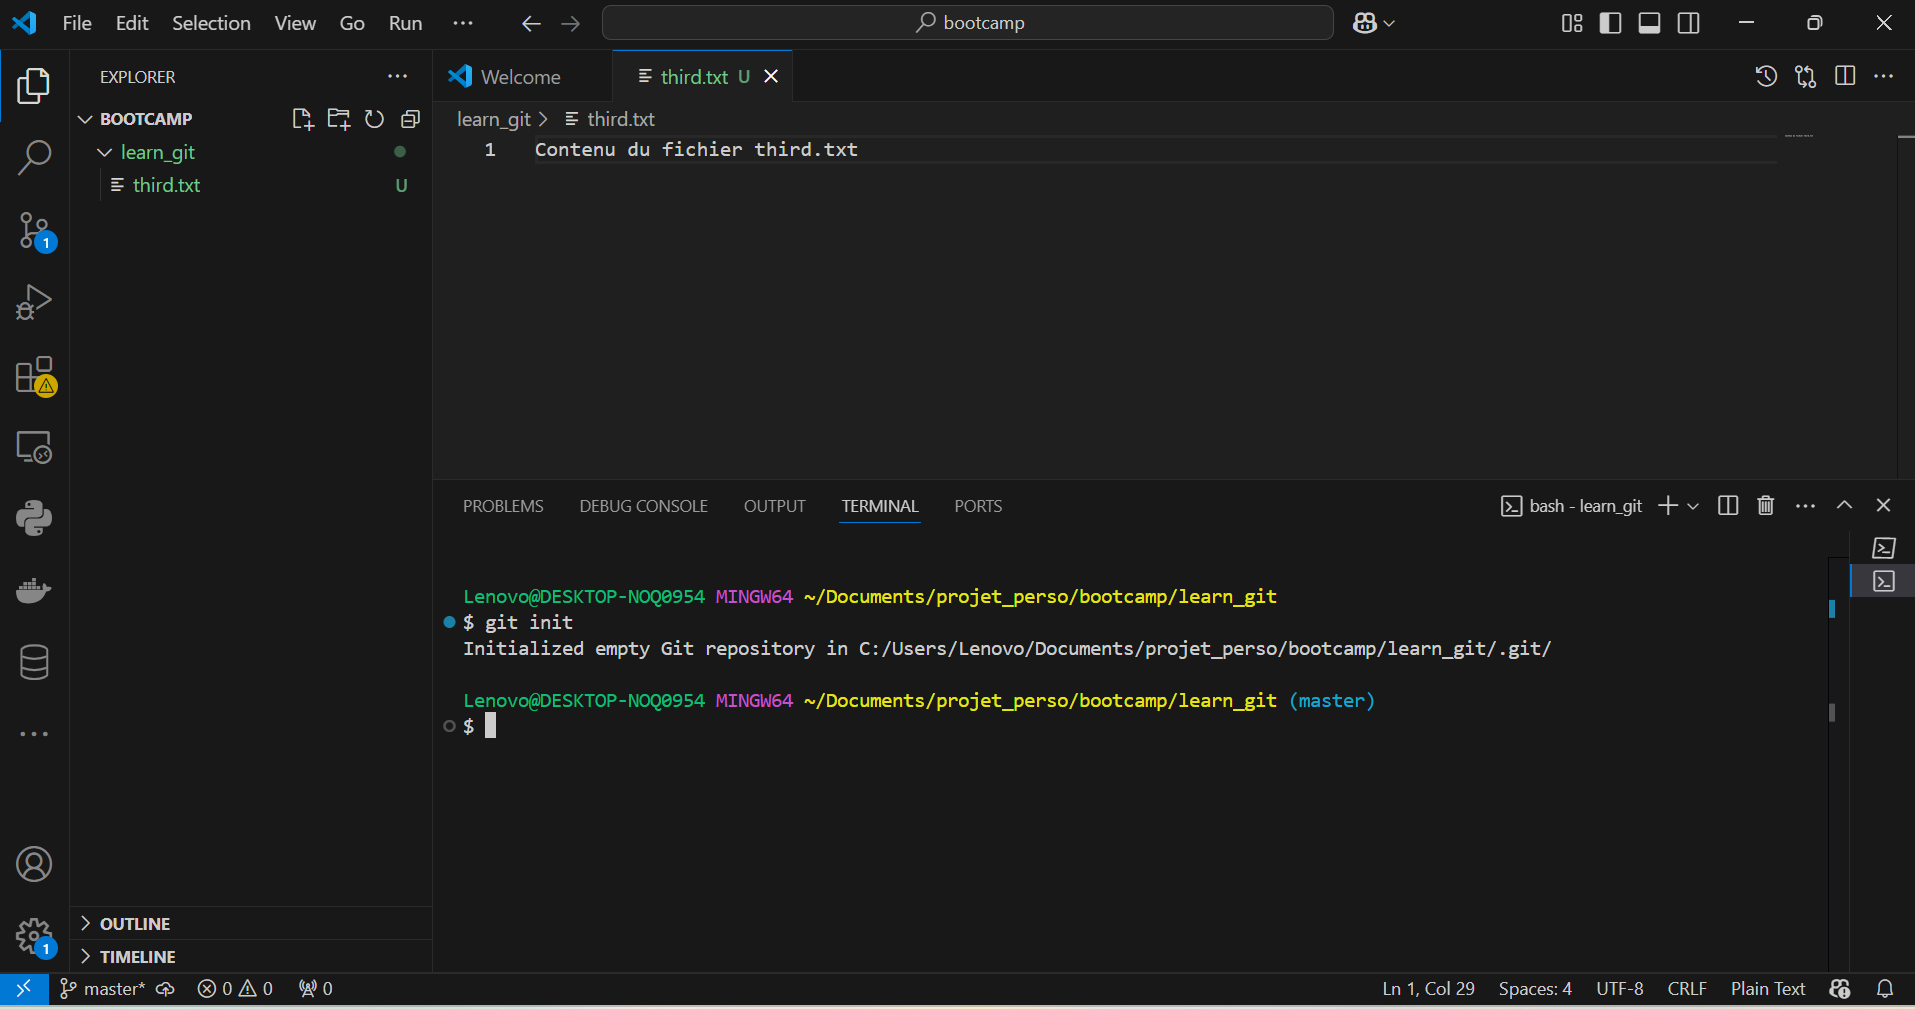 File Edit Selection View Go Run
bootcamp
EXPLORER
Welcome
third.txt U
BOOTCAMP
learn_git
third.txt U
learn_git > third.txt
1 Contenu du fichier third.txt
1
PROBLEMS DEBUG CONSOLE OUTPUT TERMINAL PORTS
bash - learn_git
Lenovo@DESKTOP-NOQ0954 MINGW64 ~/Documents/projet_perso/bootcamp/learn_git
$ git init
Initialized empty Git repository in C:/Users/Lenovo/Documents/projet_perso/bootcamp/learn_git/.git/
Lenovo@DESKTOP-NOQ0954 MINGW64 ~/Documents/projet_perso/bootcamp/learn_git (master)
$
OUTLINE
1
TIMELINE
master* 0 0 0
Ln 1, Col 29 Spaces: 4 UTF-8 CRLF Plain Text